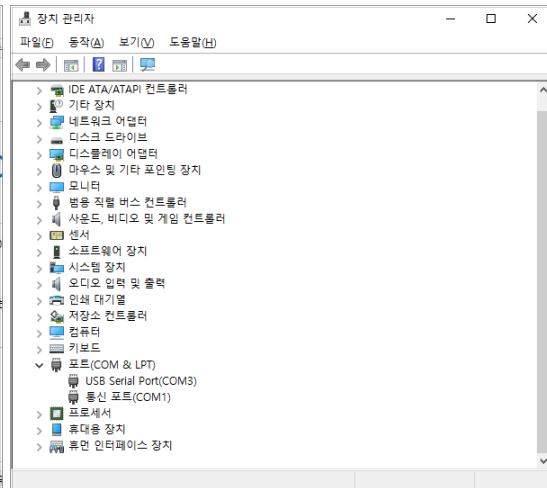 장치 관리자
파일(F) 동작(A) 보기(V) 도움말(H)
IDE ATA/ATAPI 컨트롤러
기타 장치
네트워크 어댑터
디스크 드라이브
디스플레이 어댑터
마우스 및 기타 포인팅 장치
모니터
범용 직렬 버스 컨트롤러
사운드, 비디오 및 게임 컨트롤러
센서
소프트웨어 장치
시스템 장치
오디오 입력 및 출력
인쇄 대기열
저장소 컨트롤러
컴퓨터
키보드
포트(COM & LPT)
USB Serial Port(COM3)
통신 포트(COM1)
프로세서
휴대용 장치
휴먼 인터페이스 장치